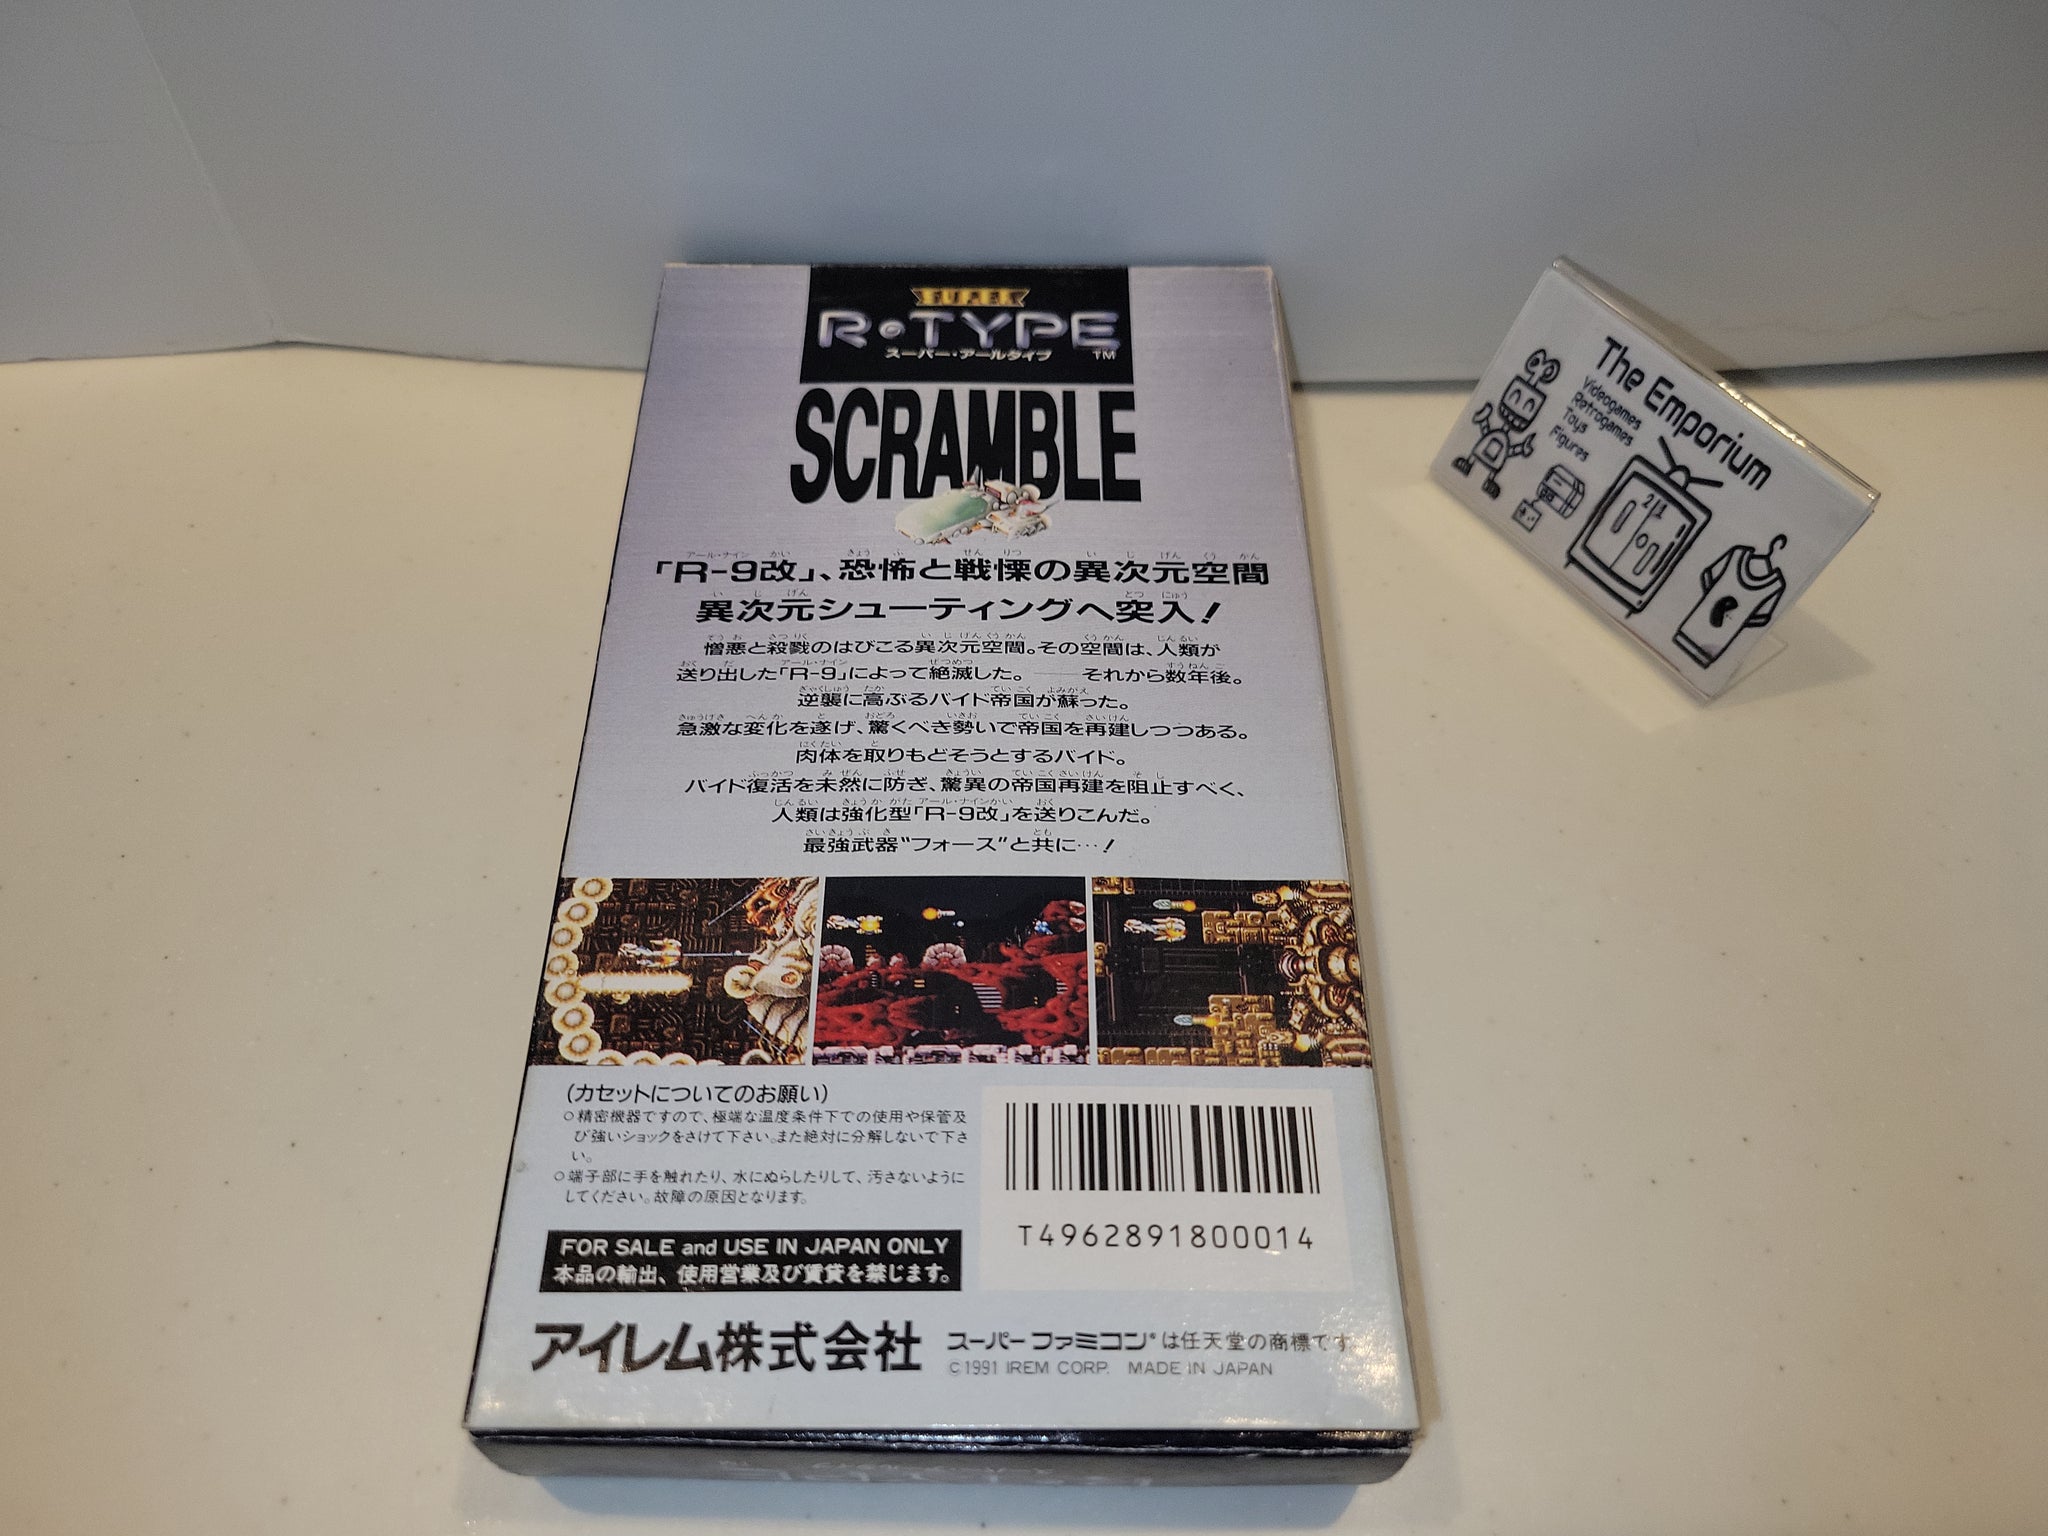 SUPER
R・TYPE
スーパー・アールタイプ TM
SCRAMBLE
「R-9改」、恐怖と戦慄の異次元空間
異次元シューティングへ突入!
憎悪と殺戮のはびこる異次元空間。その空間は、人類が
送り出した「R-9」によって絶滅した。——それから数年後。
逆襲に高ぶるバイド帝国が蘇った。
急激な変化を遂げ、驚くべき勢いで帝国を再建しつつある。
肉体を取りもどそうとするバイド。
バイド復活を未然に防ぎ、驚異の帝国再建を阻止すべく、
人類は強化型「R-9改」を送りこんだ。
最強武器“フォース”と共に…!
(カセットについてのお願い)
○精密機器ですので、極端な温度条件下での使用や保管及
び強いショックをさけて下さい。また絶対に分解しないで下さ
い。
○端子部に手を触れたり、水にぬらしたりして、汚さないように
してください。故障の原因となります。
T4962891800014
FOR SALE and USE IN JAPAN ONLY
本品の輸出、使用営業及び賃貸を禁じます。
アイレム株式会社
スーパーファミコン®は任天堂の商標です
©1991 IREM CORP. MADE IN JAPAN
The Emporium
Videogames
Retrogames
Toys
Figures
21